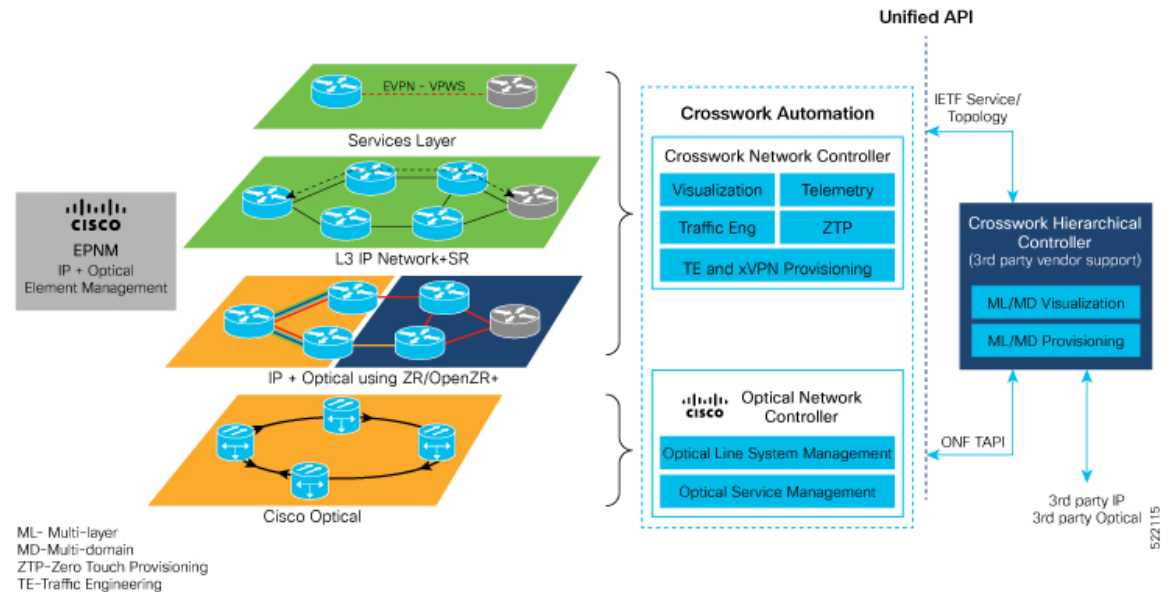 Unified API
EVPN - VPWS
Services Layer
CISCO
EPNM
IP + Optical
Element Management
L3 IP Network+SR
IP + Optical using ZR/OpenZR+
Cisco Optical
Crosswork Automation
Crosswork Network Controller
Visualization
Telemetry
Traffic Eng
ZTP
TE and xVPN Provisioning
CISCO
Optical Network
Controller
Optical Line System Management
Optical Service Management
IETF Service/
Topology
Crosswork Hierarchical
Controller
(3rd party vendor support)
ML/MD Visualization
ML/MD Provisioning
ONF TAPI
3rd party IP
3rd party Optical
522115
ML- Multi-layer
MD-Multi-domain
ZTP-Zero Touch Provisioning
TE-Traffic Engineering